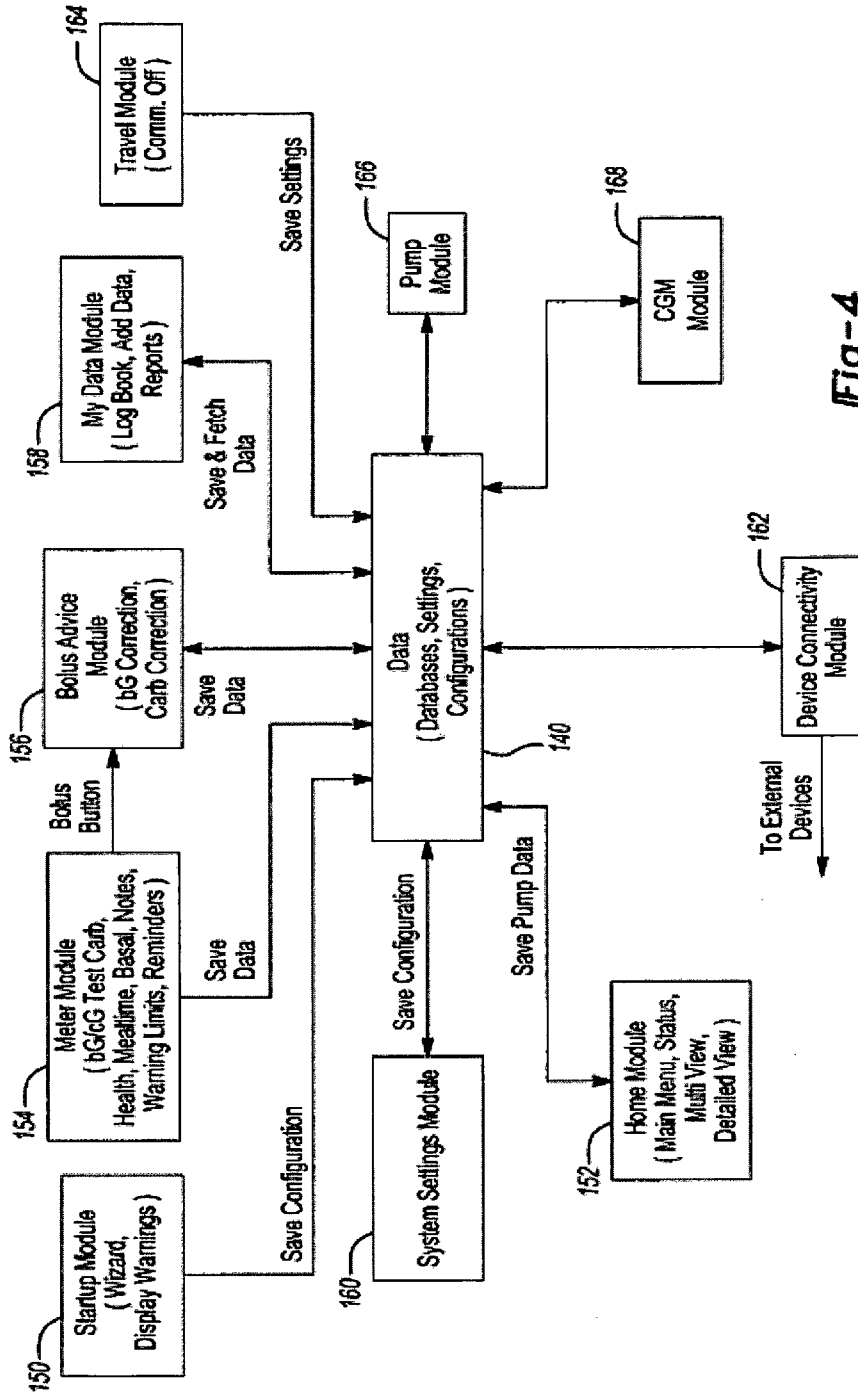 150
Startup Module
( Wizard,
Display Warnings )
Save Configuration
154
Meter Module
( bG/cG Test Carb,
Health, Mealtime, Basal, Notes,
Warning Limits, Reminders )
Bolus
Button
Save
Data
156
Bolus Advice
Module
( bG Correction,
Carb Correction )
Save
Data
158
My Data Module
( Log Book, Add Data,
Reports )
Save & Fetch
Data
164
Travel Module
( Comm. Off )
Save Settings
160
System Settings Module
Save Configuration
Data
( Databases, Settings,
Configurations )
140
166
Pump
Module
152
Home Module
( Main Menu, Status,
Multi View,
Detailed View )
Save Pump Data
To External
Devices
162
Device Connectivity
Module
168
CGM
Module
Fig-4